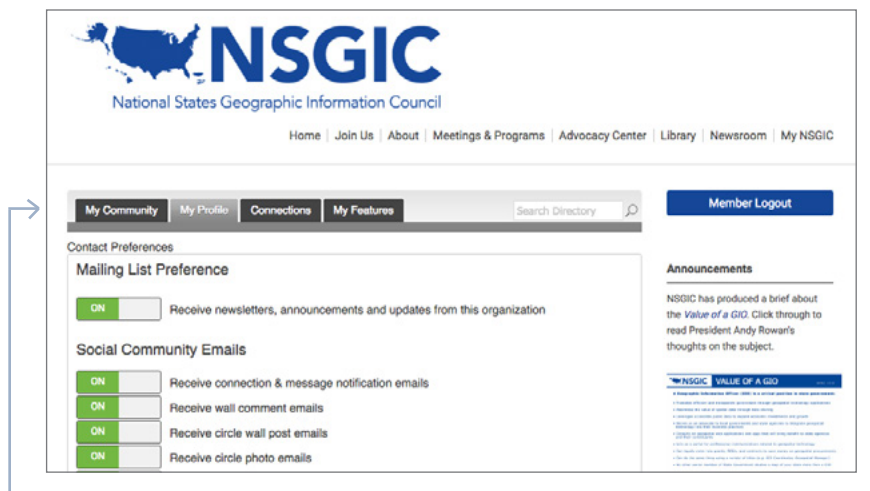 NSGIC
National States Geographic Information Council
Home | Join Us | About | Meetings & Programs | Advocacy Center | Library | Newsroom | My NSGIC
My Community My Profile Connections My Features Search Directory
Member Logout
Contact Preferences
Mailing List Preference
ON Receive newsletters, announcements and updates from this organization
Social Community Emails
ON Receive connection & message notification emails
ON Receive wall comment emails
ON Receive circle wall post emails
ON Receive circle photo emails
Announcements
NSGIC has produced a brief about
the Value of a GIO. Click through to
read President Andy Rowan's
thoughts on the subject.
NSGIC VALUE OF A GIO